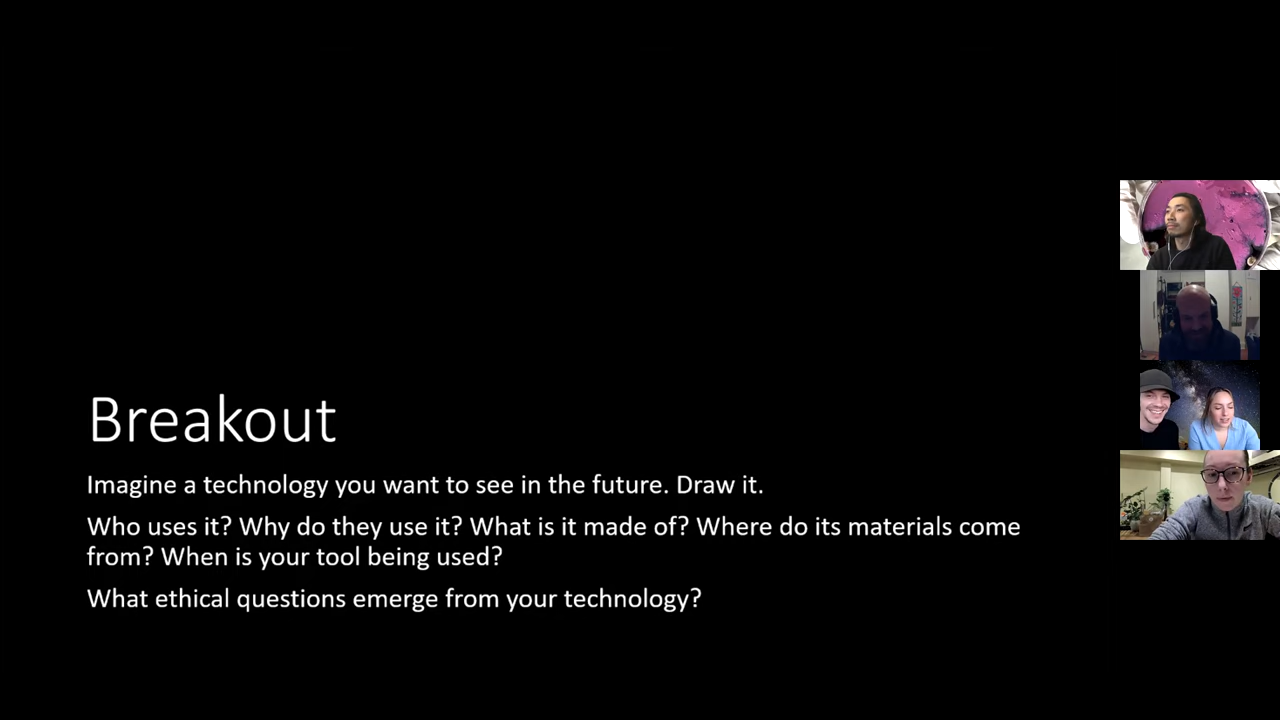 Breakout
Imagine a technology you want to see in the future. Draw it.
Who uses it? Why do they use it? What is it made of? Where do its materials come
from? When is your tool being used?
What ethical questions emerge from your technology?